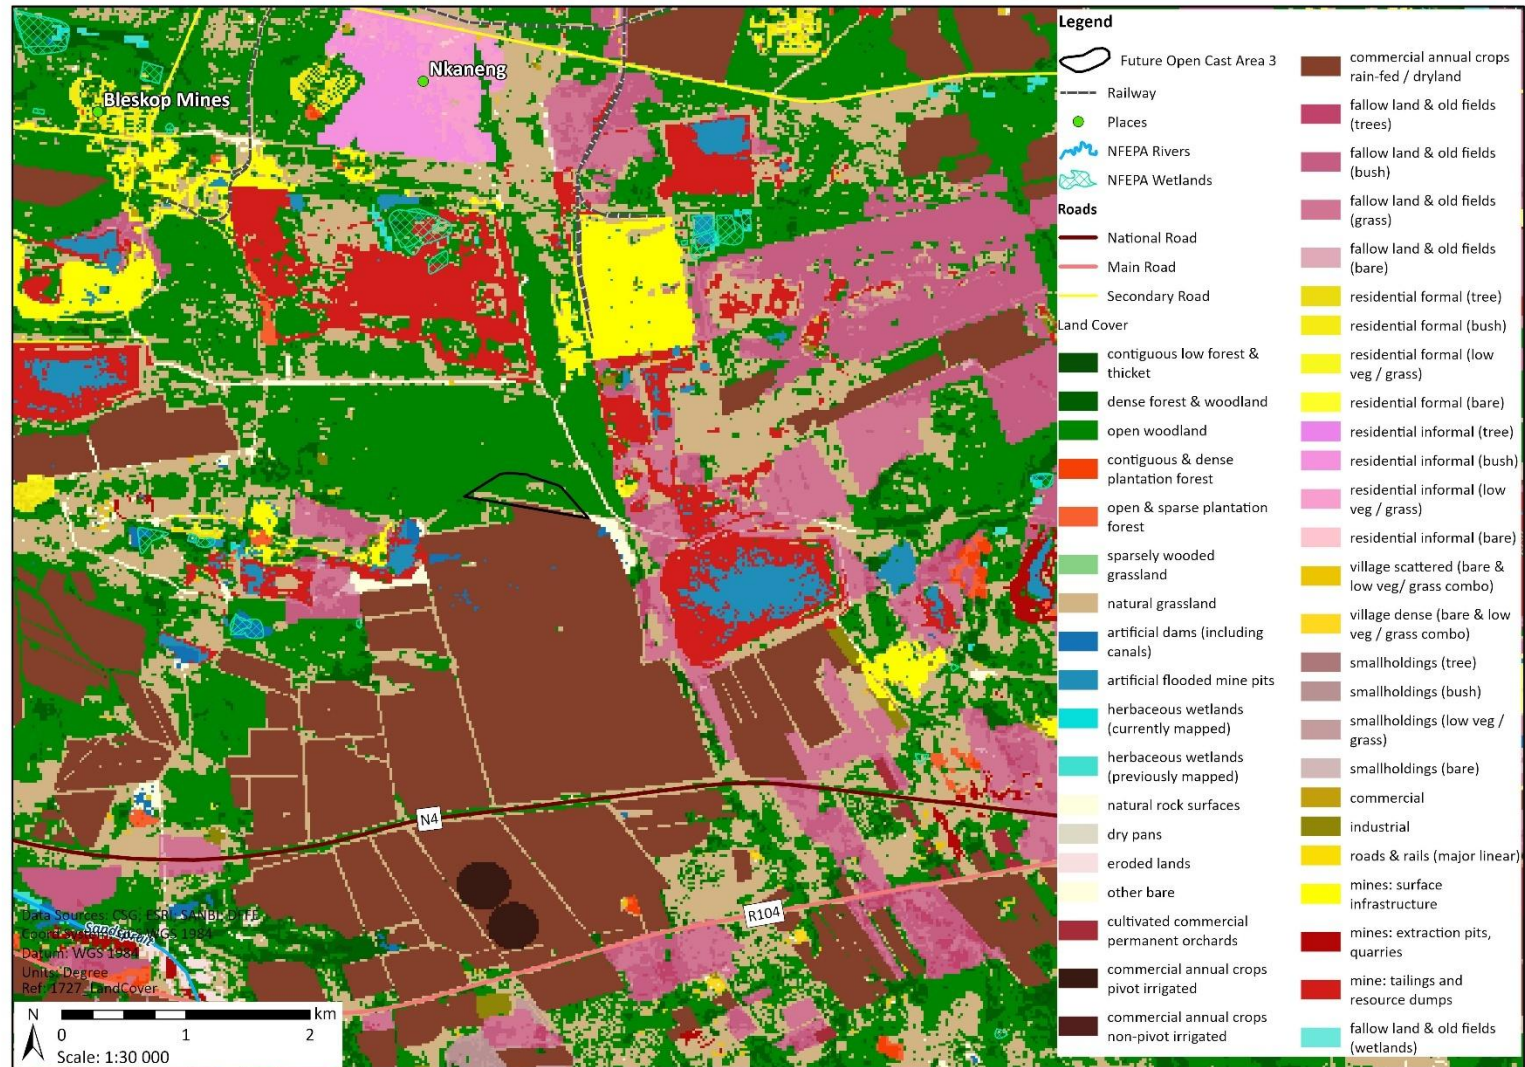 Nkaneng
Bleskop Mines
N4
R104
Sandspruit
Data Sources: CSG; ESRI; SANBI; DFFE
Coord System: WGS 1984
Datum: WGS 1984
Units: Degree
Ref: 1727_LandCover
N
0 1 2 km
Scale: 1:30 000
Legend
Future Open Cast Area 3
Railway
Places
NFEPA Rivers
NFEPA Wetlands
Roads
National Road
Main Road
Secondary Road
Land Cover
contiguous low forest &
thicket
dense forest & woodland
open woodland
contiguous & dense
plantation forest
open & sparse plantation
forest
sparsely wooded
grassland
natural grassland
artificial dams (including
canals)
artificial flooded mine pits
herbaceous wetlands
(currently mapped)
herbaceous wetlands
(previously mapped)
natural rock surfaces
dry pans
eroded lands
other bare
cultivated commercial
permanent orchards
commercial annual crops
pivot irrigated
commercial annual crops
non-pivot irrigated
commercial annual crops
rain-fed / dryland
fallow land & old fields
(trees)
fallow land & old fields
(bush)
fallow land & old fields
(grass)
fallow land & old fields
(bare)
residential formal (tree)
residential formal (bush)
residential formal (low
veg / grass)
residential formal (bare)
residential informal (tree)
residential informal (bush)
residential informal (low
veg / grass)
residential informal (bare)
village scattered (bare &
low veg/ grass combo)
village dense (bare & low
veg / grass combo)
smallholdings (tree)
smallholdings (bush)
smallholdings (low veg /
grass)
smallholdings (bare)
commercial
industrial
roads & rails (major linear)
mines: surface
infrastructure
mines: extraction pits,
quarries
mine: tailings and
resource dumps
fallow land & old fields
(wetlands)